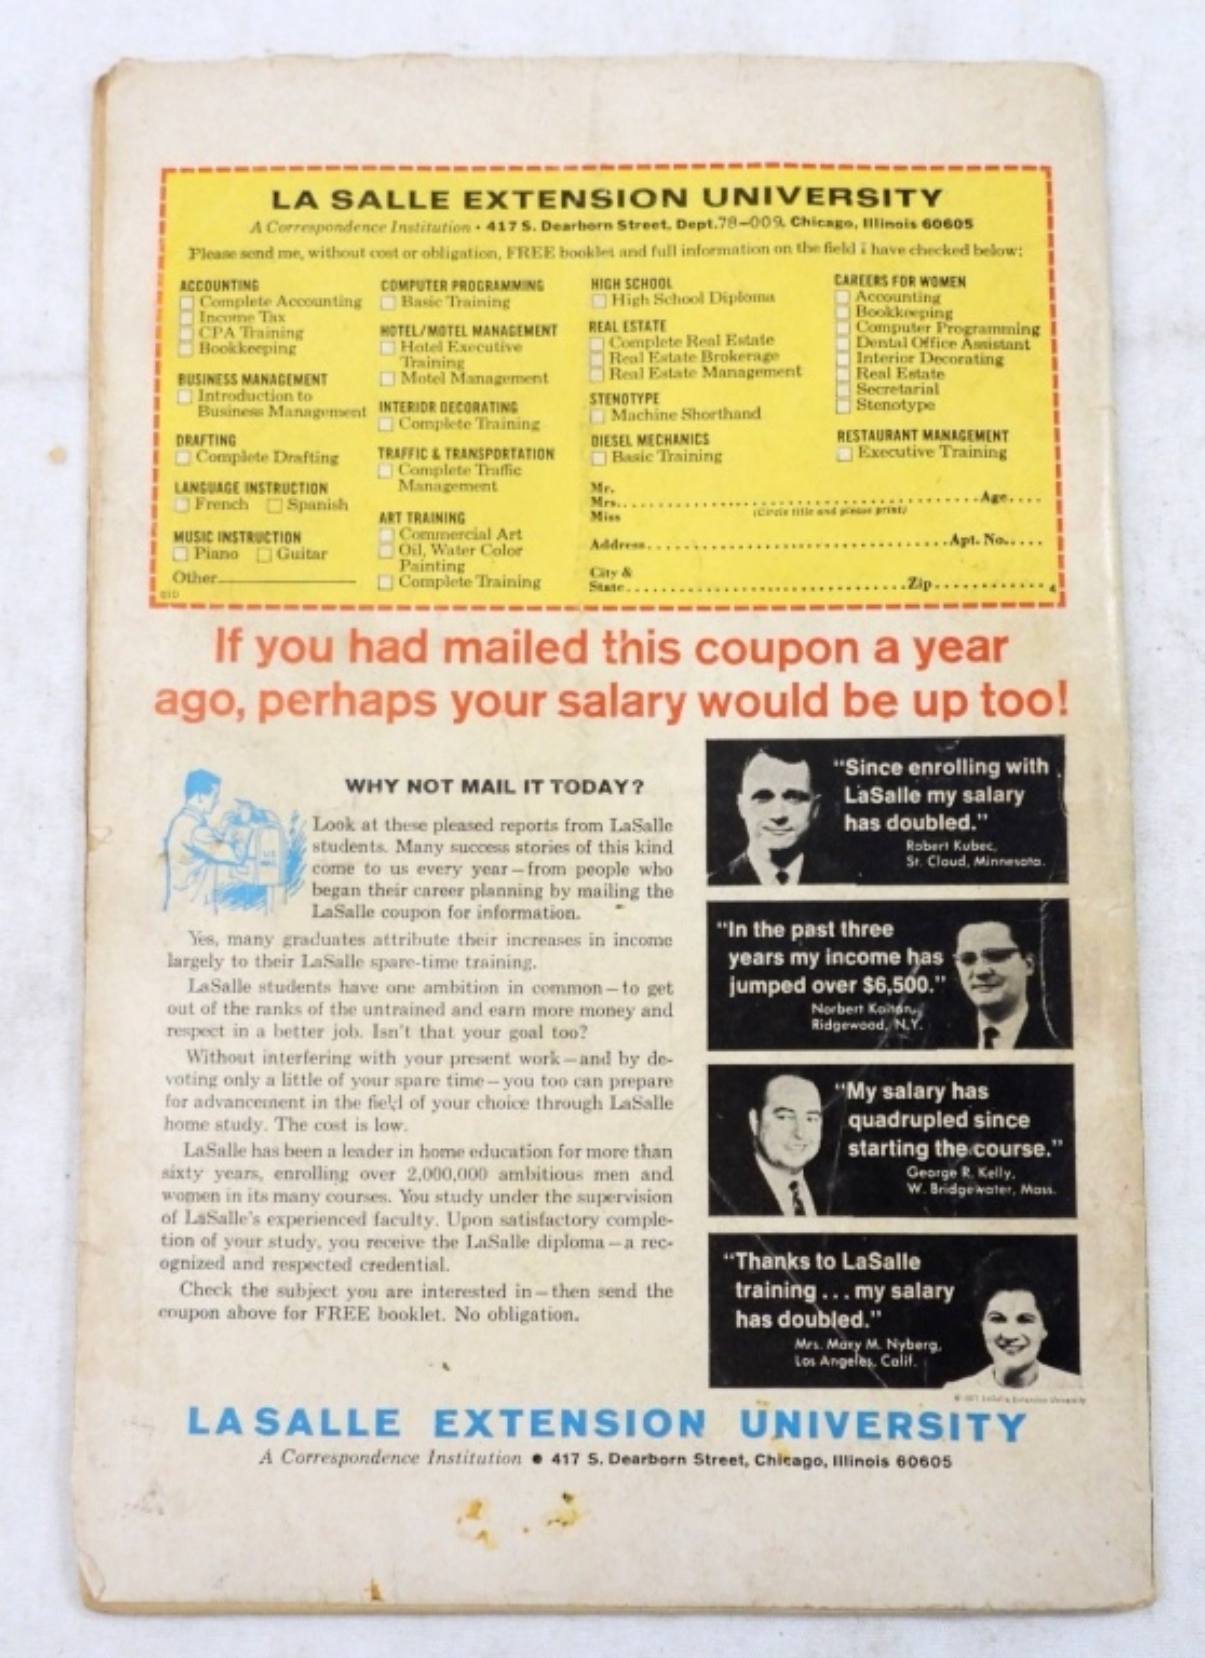 LA SALLE EXTENSION UNIVERSITY
A Correspondence Institution • 417 S. Dearborn Street, Dept. 78-009, Chicago, Illinois 60605
Please send me, without cost or obligation, FREE booklet and full information on the field I have checked below:
ACCOUNTING
Complete Accounting
Income Tax
CPA Training
Bookkeeping
BUSINESS MANAGEMENT
Introduction to
Business Management
DRAFTING
Complete Drafting
LANGUAGE INSTRUCTION
French Spanish
MUSIC INSTRUCTION
Piano Guitar
Other
COMPUTER PROGRAMMING
Basic Training
HOTEL/MOTEL MANAGEMENT
Hotel Executive
Training
Motel Management
INTERIOR DECORATING
Complete Training
TRAFFIC & TRANSPORTATION
Complete Traffic
Management
ART TRAINING
Commercial Art
Oil, Water Color
Painting
Complete Training
HIGH SCHOOL
High School Diploma
REAL ESTATE
Complete Real Estate
Real Estate Brokerage
Real Estate Management
STENOTYPE
Machine Shorthand
DIESEL MECHANICS
Basic Training
CAREERS FOR WOMEN
Accounting
Bookkeeping
Computer Programming
Dental Office Assistant
Interior Decorating
Real Estate
Secretarial
Stenotype
RESTAURANT MANAGEMENT
Executive Training
Mr.
Mrs. Age
Miss (Circle title and please print)
Address Apt. No.
City &
State Zip
If you had mailed this coupon a year
ago, perhaps your salary would be up too!
WHY NOT MAIL IT TODAY?
Look at these pleased reports from LaSalle
students. Many success stories of this kind
come to us every year—from people who
began their career planning by mailing the
LaSalle coupon for information.
Yes, many graduates attribute their increases in income
largely to their LaSalle spare-time training.
LaSalle students have one ambition in common—to get
out of the ranks of the untrained and earn more money and
respect in a better job. Isn't that your goal too?
Without interfering with your present work—and by de-
voting only a little of your spare time—you too can prepare
for advancement in the field of your choice through LaSalle
home study. The cost is low.
LaSalle has been a leader in home education for more than
sixty years, enrolling over 2,000,000 ambitious men and
women in its many courses. You study under the supervision
of LaSalle's experienced faculty. Upon satisfactory comple-
tion of your study, you receive the LaSalle diploma—a rec-
ognized and respected credential.
Check the subject you are interested in—then send the
coupon above for FREE booklet. No obligation.
"Since enrolling with
LaSalle my salary
has doubled."
Robert Kubec,
St. Cloud, Minnesota.
"In the past three
years my income has
jumped over $6,500."
Norbert
Ridgewood, N.Y.
"My salary has
quadrupled since
starting the course."
George R. Kelly,
W. Bridgewater, Mass.
"Thanks to LaSalle
training...my salary
has doubled."
Mrs. Mary M. Nyberg,
Los Angeles, Calif.
LaSalle Extension University
LA SALLE EXTENSION UNIVERSITY
A Correspondence Institution • 417 S. Dearborn Street, Chicago, Illinois 60605